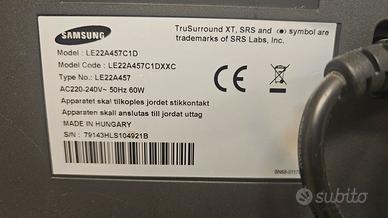 SAMSUNG
TruSurround XT, SRS and (●) symbol are
trademarks of SRS Labs, Inc.
Model : LE22A457C1D
Model Code : LE22A457C1DXXC
Type No. : LE22A457
AC220-240V~ 50Hz 60W
Apparatet skal tilkoples jordet stikkontakt
Apparaten skall anslutas till jordat uttag
MADE IN HUNGARY
S/N : 79143HLS104921B
subito